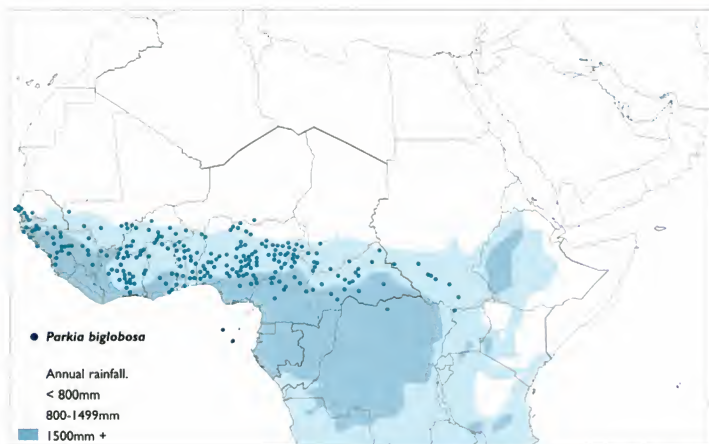 Parkia biglobosa
Annual rainfall.
< 800mm
800-1499mm
1500mm +